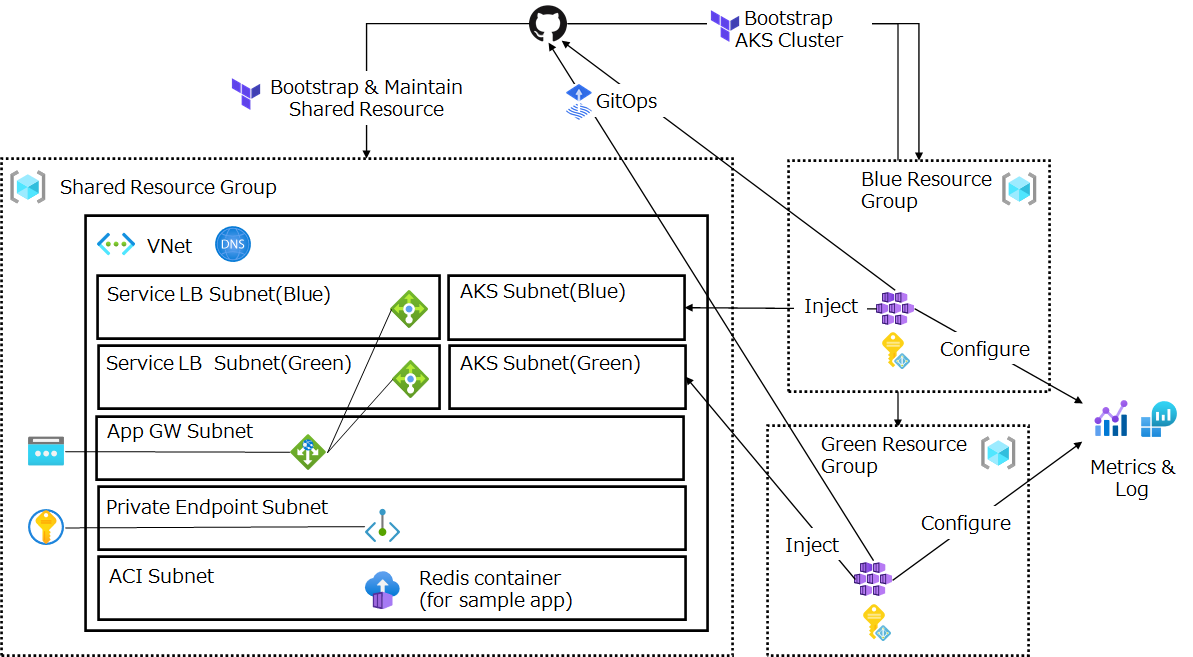 Bootstrap
AKS Cluster
Bootstrap & Maintain
Shared Resource
GitOps
Shared Resource Group
VNet
DNS
Service LB Subnet(Blue)
AKS Subnet(Blue)
Service LB  Subnet(Green)
AKS Subnet(Green)
App GW Subnet
Private Endpoint Subnet
ACI Subnet
Redis container
(for sample app)
Blue Resource
Group
Inject
Configure
Green Resource
Group
Inject
Configure
Metrics &
Log